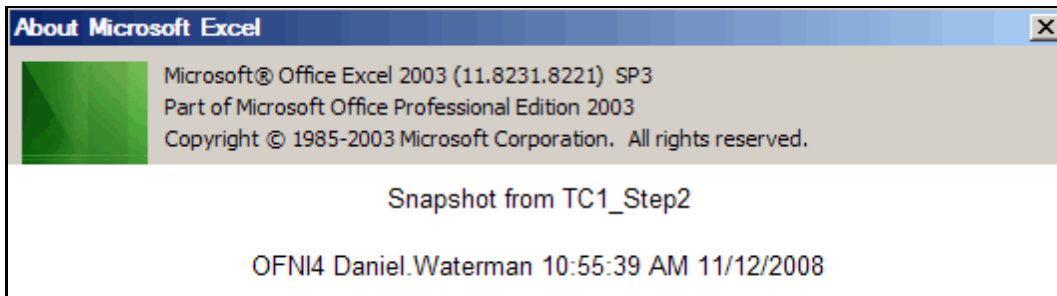 About Microsoft Excel
Microsoft® Office Excel 2003 (11.8231.8221) SP3
Part of Microsoft Office Professional Edition 2003
Copyright © 1985-2003 Microsoft Corporation. All rights reserved.
Snapshot from TC1_Step2
OFNI4 Daniel.Waterman 10:55:39 AM 11/12/2008